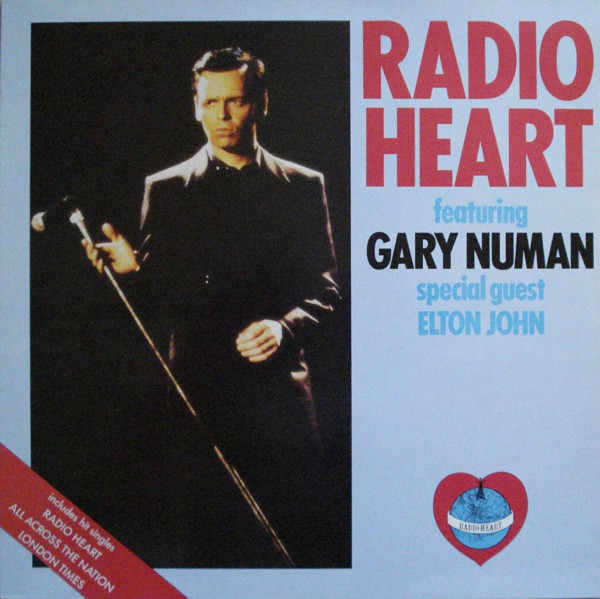 RADIO
HEART
featuring
GARY NUMAN
special guest
ELTON JOHN
includes hit singles
RADIO HEART
ALL ACROSS THE NATION
LONDON TIMES
RADIO HEART